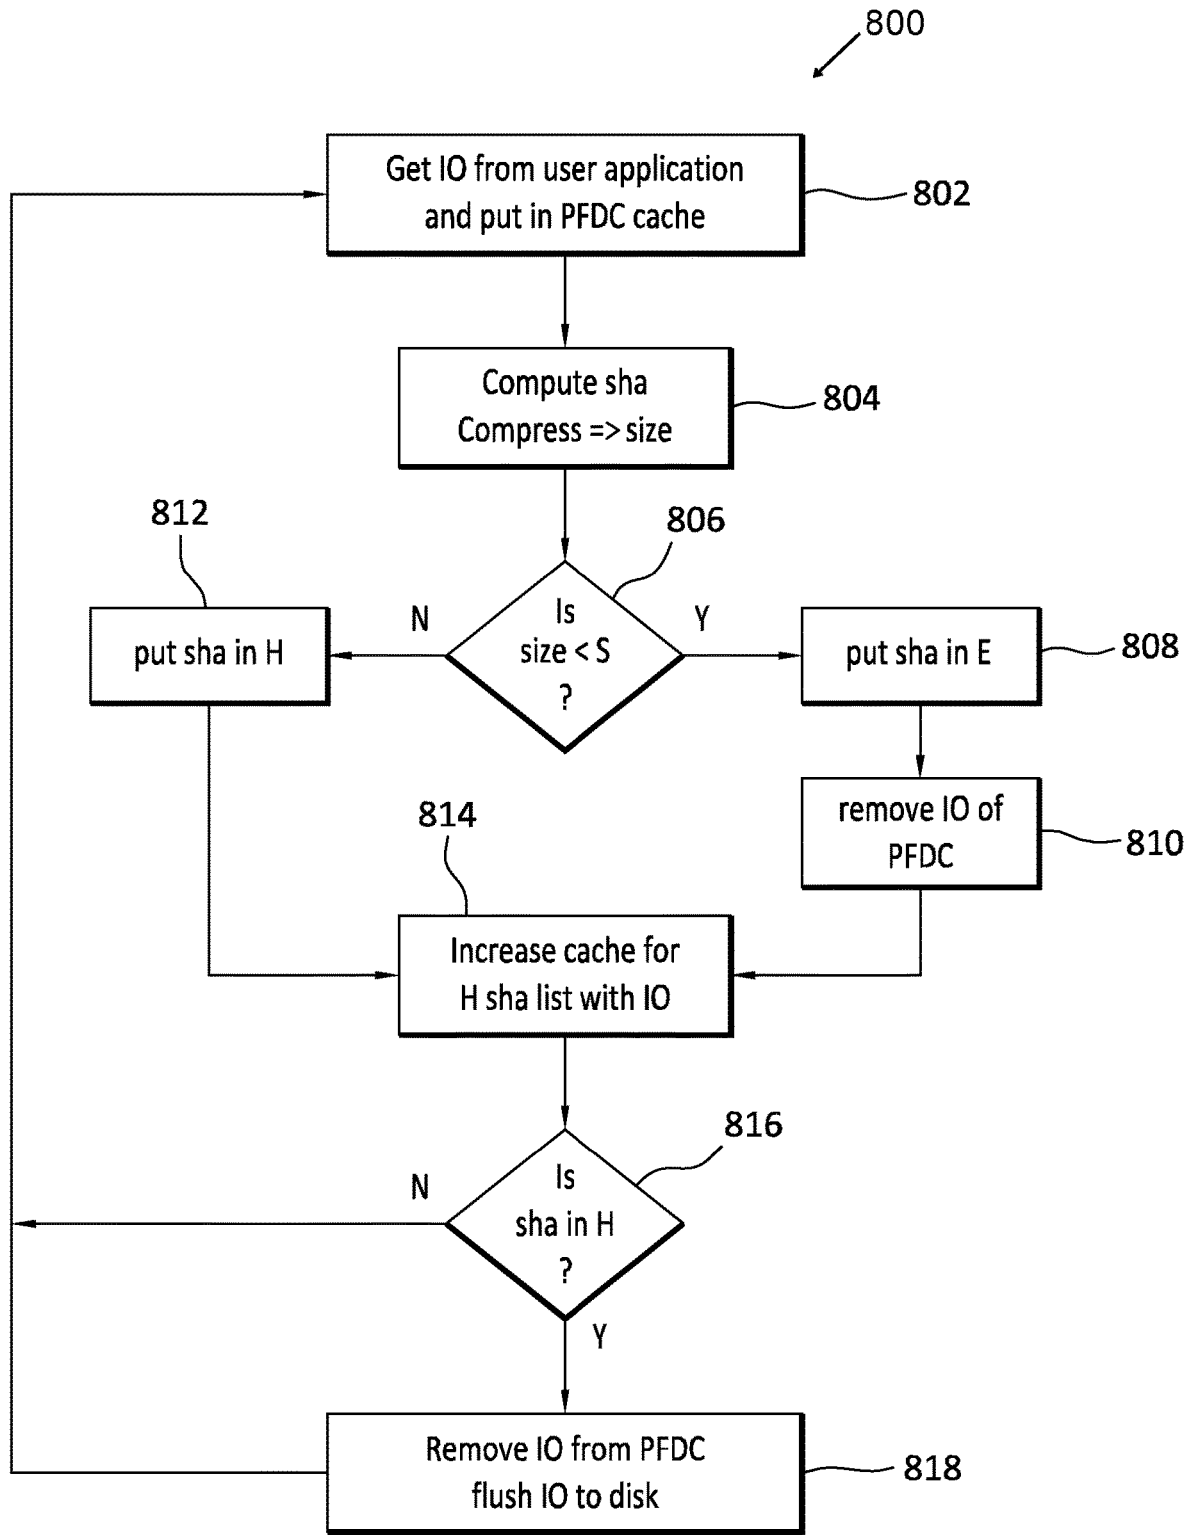 800
Get IO from user application
and put in PFDC cache
802
Compute sha
Compress => size
804
812
806
N
Is
size < S
?
Y
put sha in H
put sha in E
808
remove IO of
PFDC
810
814
Increase cache for
H sha list with IO
816
N
Is
sha in H
?
Y
Remove IO from PFDC
flush IO to disk
818